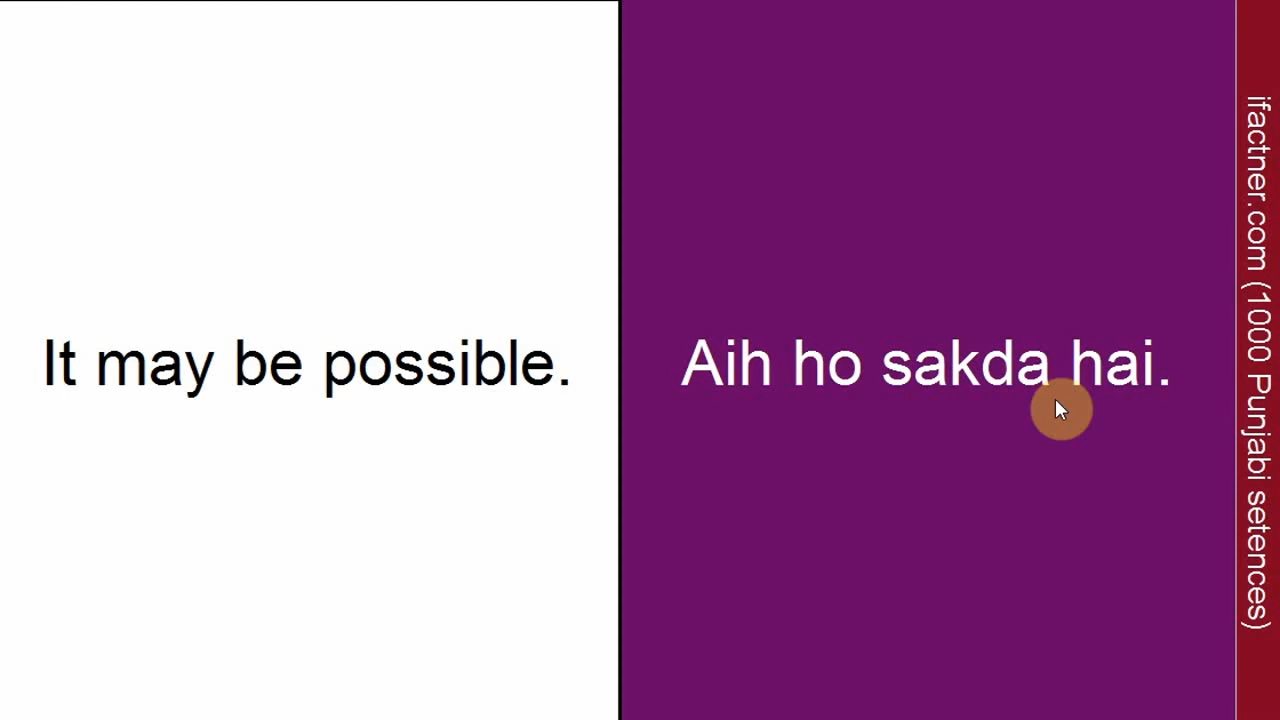 It may be possible.
Aih ho sakda hai.
ifactner.com (1000 Punjabi setences)